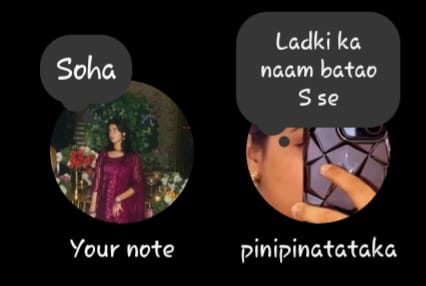 Soha
Ladki ka
naam batao
S se
Your note
pinipinatataka